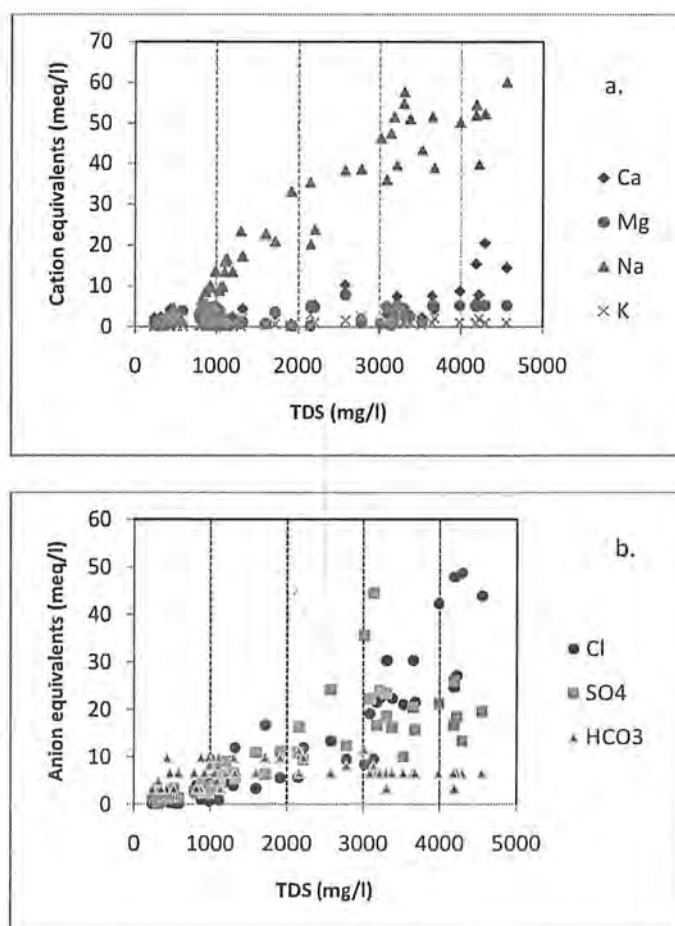 a.
70
60
50
40
30
20
10
0
Cation equivalents (meq/l)
0 1000 2000 3000 4000 5000
TDS (mg/l)
Ca
Mg
Na
K
b.
60
50
40
30
20
10
0
Anion equivalents (meq/l)
0 1000 2000 3000 4000 5000
TDS (mg/l)
Cl
SO4
HCO3